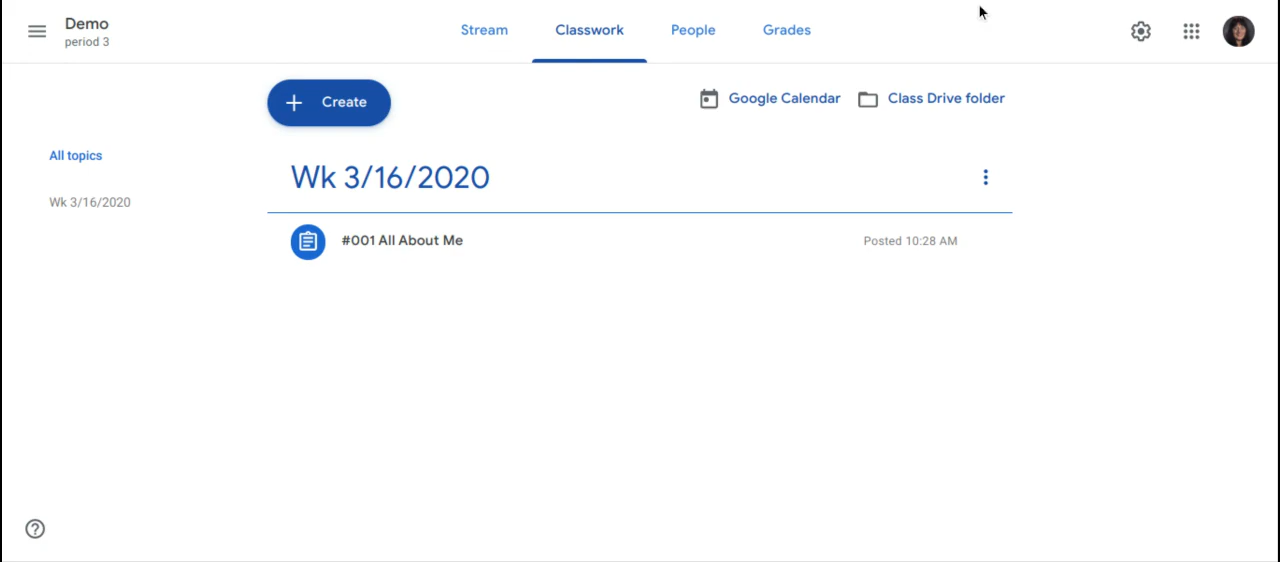 Demo
period 3
Stream Classwork People Grades
Create
Google Calendar Class Drive folder
All topics
Wk 3/16/2020
Wk 3/16/2020
#001 All About Me Posted 10:28 AM